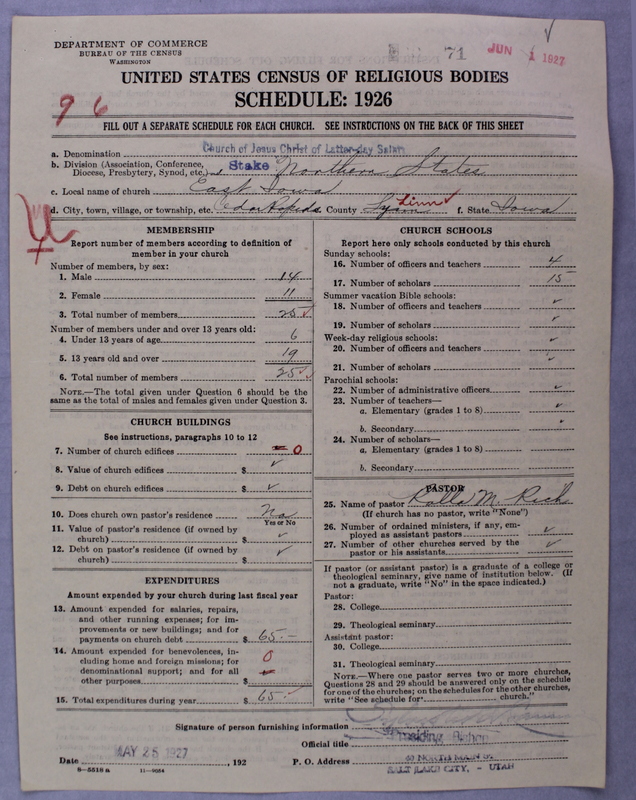 DEPARTMENT OF COMMERCE
BUREAU OF THE CENSUS
WASHINGTON
71
JUN 1 1927
UNITED STATES CENSUS OF RELIGIOUS BODIES
SCHEDULE: 1926
96
FILL OUT A SEPARATE SCHEDULE FOR EACH CHURCH. SEE INSTRUCTIONS ON THE BACK OF THIS SHEET
a. Denomination Church of Jesus Christ of Latter-day Saints
b. Division (Association, Conference, Diocese, Presbytery, Synod, etc.) Stake Northern States
c. Local name of church East Iowa
d. City, town, village, or township, etc. Cedar Rapids County Lynn Linn f. State Iowa
MEMBERSHIP
Report number of members according to definition of
member in your church
Number of members, by sex:
1. Male 14
2. Female 11
3. Total number of members 25
Number of members under and over 13 years old:
4. Under 13 years of age 6
5. 13 years old and over 19
6. Total number of members 25
NOTE.—The total given under Question 6 should be
same as the total of males and females given under Question 3.
CHURCH BUILDINGS
See instructions, paragraphs 10 to 12
7. Number of church edifices 0
8. Value of church edifices $ ✓
9. Debt on church edifices $ ✓
10. Does church own pastor's residence No
Yes or No
11. Value of pastor's residence (if owned by
church) $ ✓
12. Debt on pastor's residence (if owned by
church) $ ✓
EXPENDITURES
Amount expended by your church during last fiscal year
13. Amount expended for salaries, repairs,
and other running expenses; for im-
provements or new buildings; and for
payments on church debt $ 65.—
14. Amount expended for benevolences, in-
cluding home and foreign missions; for
denominational support; and for all
other purposes $ 0
15. Total expenditures during year $ 65.
CHURCH SCHOOLS
Report here only schools conducted by this church
Sunday schools:
16. Number of officers and teachers 4
17. Number of scholars 15
Summer vacation Bible schools:
18. Number of officers and teachers ✓
19. Number of scholars ✓
Week-day religious schools:
20. Number of officers and teachers ✓
21. Number of scholars ✓
Parochial schools:
22. Number of administrative officers ✓
23. Number of teachers—
a. Elementary (grades 1 to 8) ✓
b. Secondary ✓
24. Number of scholars—
a. Elementary (grades 1 to 8) ✓
b. Secondary ✓
PASTOR
25. Name of pastor Rolla M. Rich
(If church has no pastor, write "None")
26. Number of ordained ministers, if any, em-
ployed as assistant pastors ✓
27. Number of other churches served by the
pastor or his assistants ✓
If pastor (or assistant pastor) is a graduate of a college or
theological seminary, give name of institution below. (If
not a graduate, write "No" in the space indicated.)
Pastor:
28. College
29. Theological seminary
Assistant pastor:
30. College
31. Theological seminary
NOTE.—Where one pastor serves two or more churches,
Questions 28 and 29 should be answered only on the schedule
for one of the churches; on the schedules for the other churches,
write "See schedule for church."
Signature of person furnishing information
Official title Presiding Bishop
Date MAY 25 1927, 192 P. O. Address 40 NORTH MAIN ST
SALT LAKE CITY, - UTAH
8—5518 a 11—9584